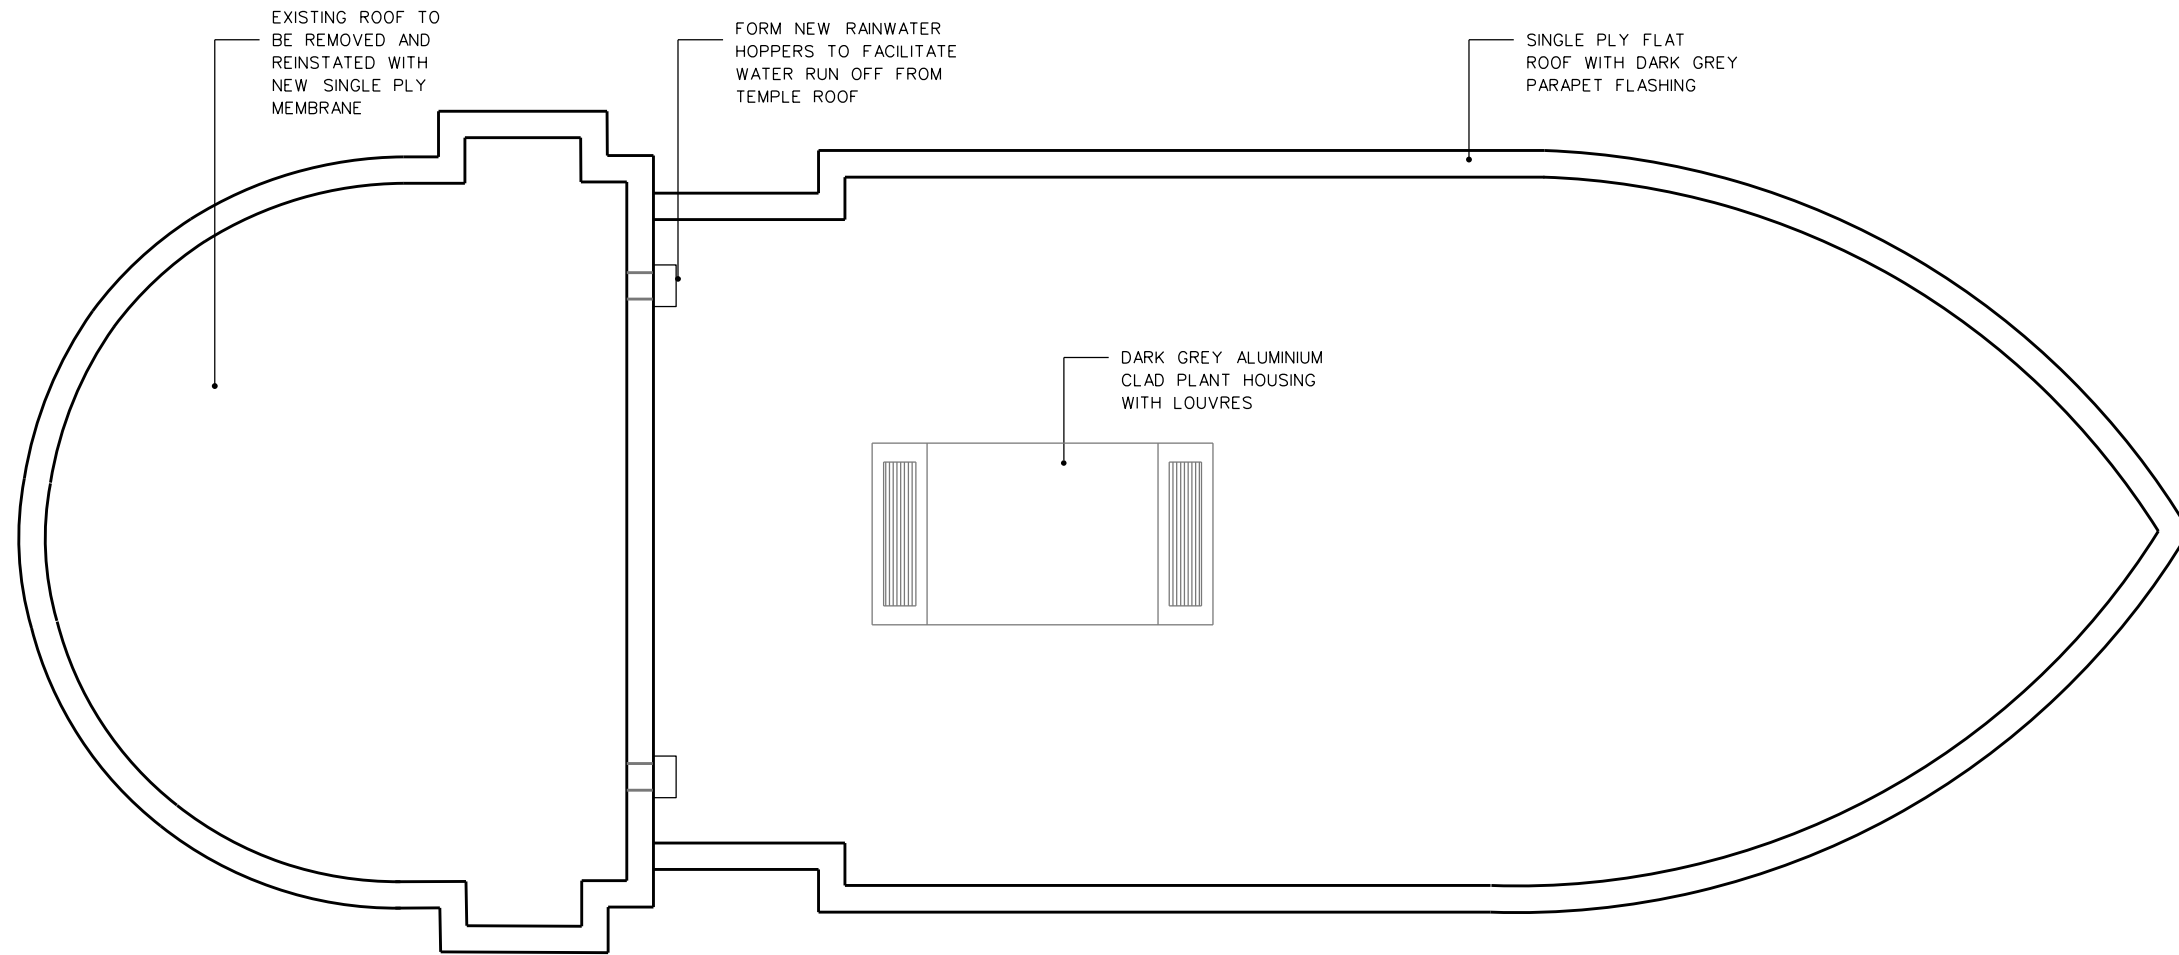 EXISTING ROOF TO
BE REMOVED AND
REINSTATED WITH
NEW SINGLE PLY
MEMBRANE
FORM NEW RAINWATER
HOPPERS TO FACILITATE
WATER RUN OFF FROM
TEMPLE ROOF
SINGLE PLY FLAT
ROOF WITH DARK GREY
PARAPET FLASHING
DARK GREY ALUMINIUM
CLAD PLANT HOUSING
WITH LOUVRES